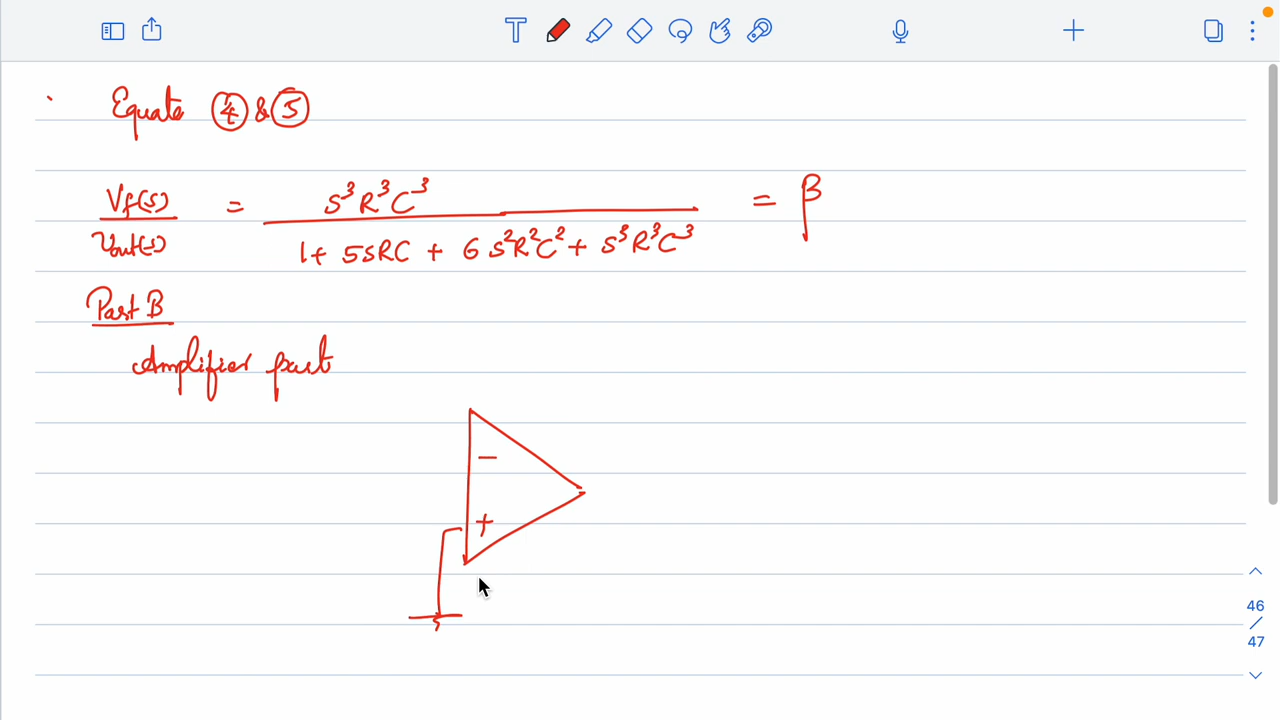 Equate ④ & ⑤
Vf(s) / Vout(s) = S³R³C³ / 1 + 5SRC + 6S²R²C² + S³R³C³ = β
Part B
Amplifier part
−
+
46
/
47